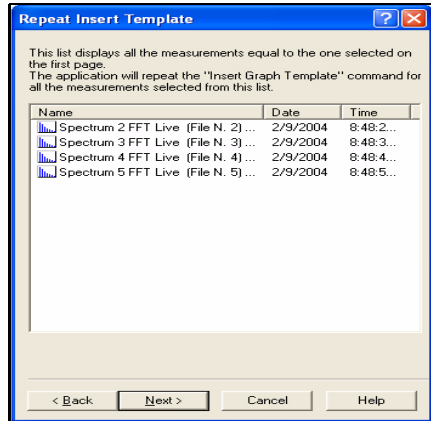 Repeat Insert Template
This list displays all the measurements equal to the one selected on
the first page.
The application will repeat the "Insert Graph Template" command for
all the measurements selected from this list.
Name Date Time
Spectrum 2 FFT Live (File N. 2) ... 2/9/2004 8:48:2...
Spectrum 3 FFT Live (File N. 3) ... 2/9/2004 8:48:3...
Spectrum 4 FFT Live (File N. 4) ... 2/9/2004 8:48:4...
Spectrum 5 FFT Live (File N. 5) ... 2/9/2004 8:48:5...
< Back Next > Cancel Help